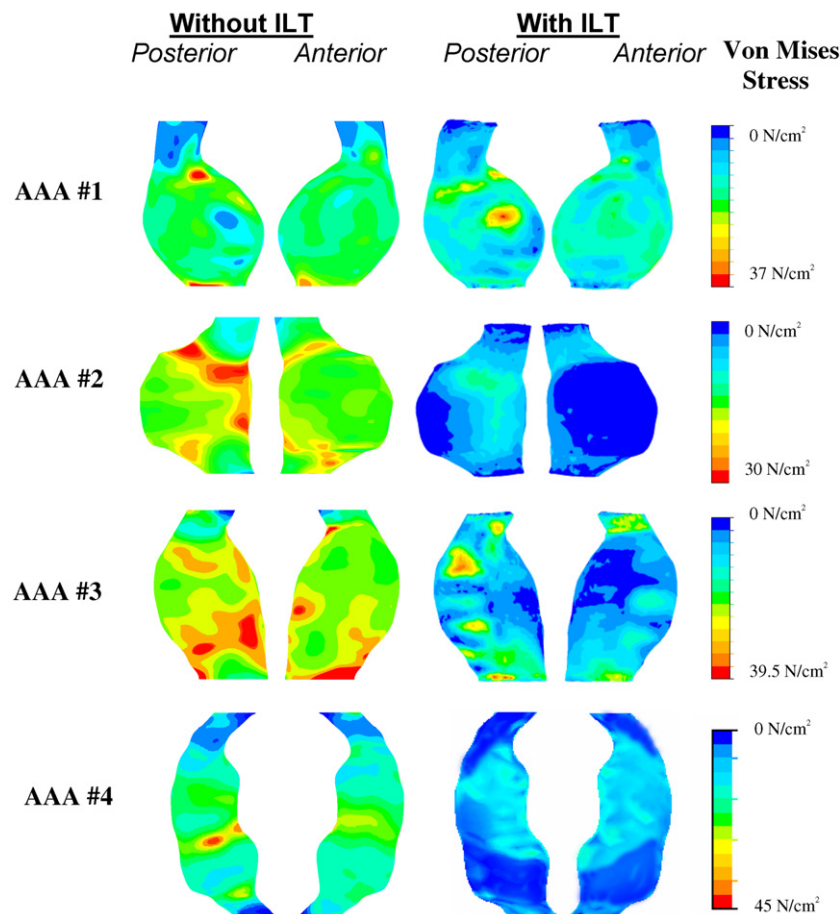 Without ILT
With ILT
Posterior
Anterior
Posterior
Anterior
Von Mises
Stress
AAA #1
0 N/cm²
37 N/cm²
AAA #2
0 N/cm²
30 N/cm²
AAA #3
0 N/cm²
39.5 N/cm²
AAA #4
0 N/cm²
45 N/cm²